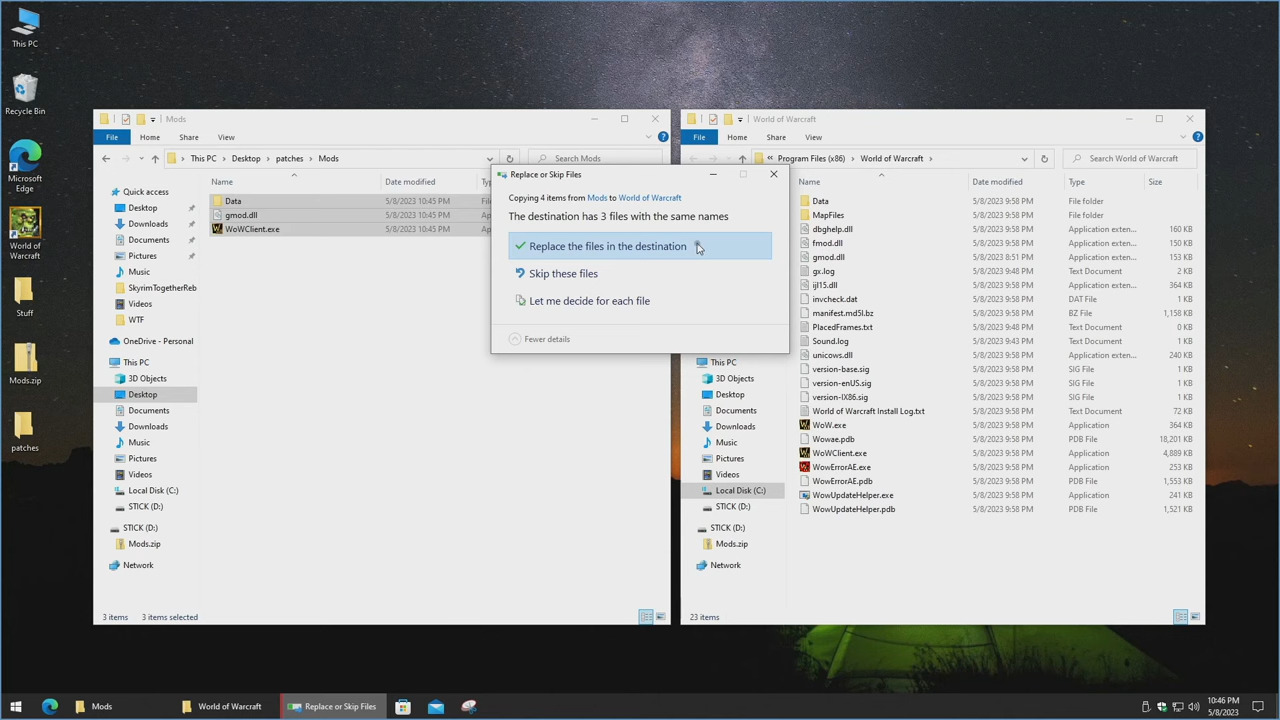 This PC
Recycle Bin
Microsoft
Edge
World of
Warcraft
Stuff
Mods.zip
patches
Mods
File Home Share View
This PC Desktop patches Mods
Search Mods
Name Date modified
Quick access
Desktop
Downloads
Documents
Pictures
Music
SkyrimTogetherReb
Videos
WTF
OneDrive - Personal
This PC
3D Objects
Desktop
Documents
Downloads
Music
Pictures
Videos
Local Disk (C:)
STICK (D:)
STICK (D:)
Mods.zip
Network
Data 5/8/2023 10:45 PM
gmod.dll 5/8/2023 10:45 PM
WoWClient.exe 5/8/2023 10:45 PM
3 items 3 items selected
Replace or Skip Files
Copying 4 items from Mods to World of Warcraft
The destination has 3 files with the same names
Replace the files in the destination
Skip these files
Let me decide for each file
Fewer details
World of Warcraft
File Home Share View
Program Files (x86) World of Warcraft
Search World of Warcraft
Name Date modified Type Size
This PC
3D Objects
Desktop
Documents
Downloads
Music
Pictures
Videos
Local Disk (C:)
STICK (D:)
STICK (D:)
Mods.zip
Network
Data 5/8/2023 9:58 PM File folder
MapFiles 5/8/2023 9:58 PM File folder
dbghelp.dll 5/8/2023 9:58 PM Application exten... 160 KB
fmod.dll 5/8/2023 9:58 PM Application exten... 153 KB
gmod.dll 5/8/2023 8:51 PM Application exten... 153 KB
gx.log 5/8/2023 9:48 PM Text Document 2 KB
ijl15.dll 5/8/2023 9:58 PM Application exten... 364 KB
invcheck.dat 5/8/2023 9:58 PM DAT File 1 KB
manifest.md5l.bz 5/8/2023 9:58 PM BZ File 1,158 KB
PlacedFrames.txt 5/8/2023 9:48 PM Text Document 0 KB
Sound.log 5/8/2023 9:48 PM Text Document 1 KB
unicows.dll 5/8/2023 9:58 PM Application exten... 240 KB
version-base.sig 5/8/2023 9:58 PM SIG File 1 KB
version-enUS.sig 5/8/2023 9:58 PM SIG File 1 KB
version-IX86.sig 5/8/2023 9:58 PM SIG File 1 KB
World of Warcraft Install Log.txt 5/8/2023 9:58 PM Text Document 72 KB
WoW.exe 5/8/2023 9:58 PM Application 364 KB
Wowae.pdb 5/8/2023 9:58 PM PDB File 18,201 KB
WoWClient.exe 5/8/2023 9:58 PM Application 4,889 KB
WowErrorAE.exe 5/8/2023 9:58 PM Application 253 KB
WowErrorAE.pdb 5/8/2023 9:58 PM PDB File 1,553 KB
WowUpdateHelper.exe 5/8/2023 9:58 PM Application 241 KB
WowUpdateHelper.pdb 5/8/2023 9:58 PM PDB File 1,521 KB
23 items
Mods World of Warcraft Replace or Skip Files
10:46 PM
5/8/2023